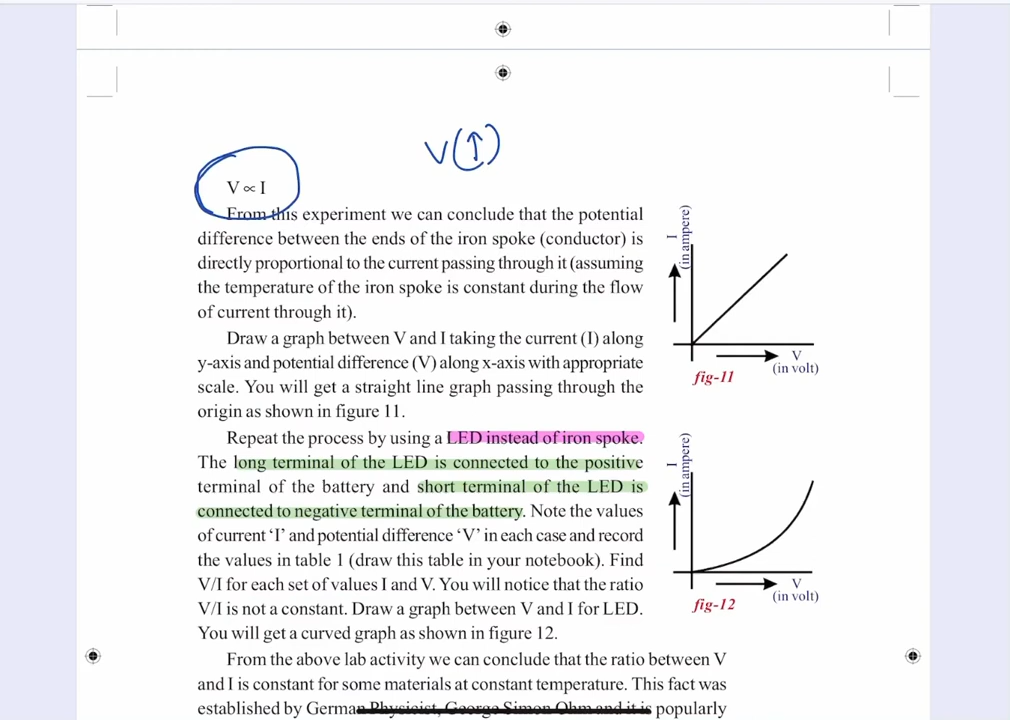 V(↑)
V ∝ I
From this experiment we can conclude that the potential
difference between the ends of the iron spoke (conductor) is
directly proportional to the current passing through it (assuming
the temperature of the iron spoke is constant during the flow
of current through it).
I
(in ampere)
V
(in volt)
fig-11
Draw a graph between V and I taking the current (I) along
y-axis and potential difference (V) along x-axis with appropriate
scale. You will get a straight line graph passing through the
origin as shown in figure 11.
Repeat the process by using a LED instead of iron spoke.
The long terminal of the LED is connected to the positive
terminal of the battery and short terminal of the LED is
connected to negative terminal of the battery. Note the values
of current ‘I’ and potential difference ‘V’ in each case and record
the values in table 1 (draw this table in your notebook). Find
V/I for each set of values I and V. You will notice that the ratio
V/I is not a constant. Draw a graph between V and I for LED.
You will get a curved graph as shown in figure 12.
I
(in ampere)
V
(in volt)
fig-12
From the above lab activity we can conclude that the ratio between V
and I is constant for some materials at constant temperature. This fact was
established by German Physicist, George Simon Ohm and it is popularly